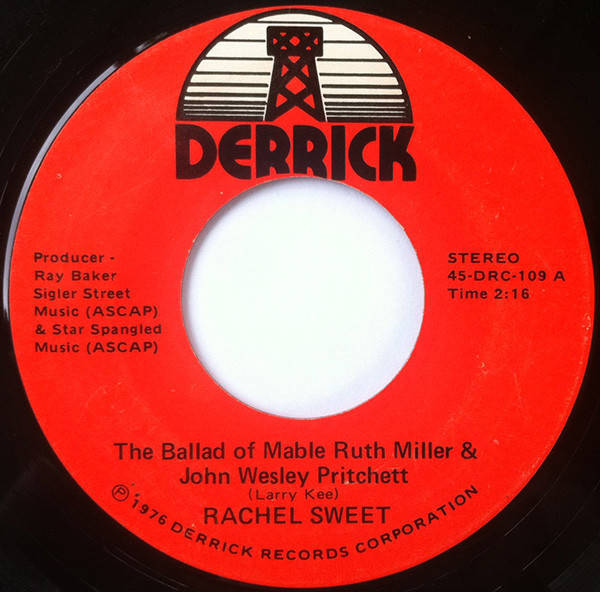 DERRICK
Producer -
Ray Baker
Sigler Street
Music (ASCAP)
& Star Spangled
Music (ASCAP)
STEREO
45-DRC-109 A
Time 2:16
The Ballad of Mable Ruth Miller &
John Wesley Pritchett
(Larry Kee)
RACHEL SWEET
℗ 1976 DERRICK RECORDS CORPORATION